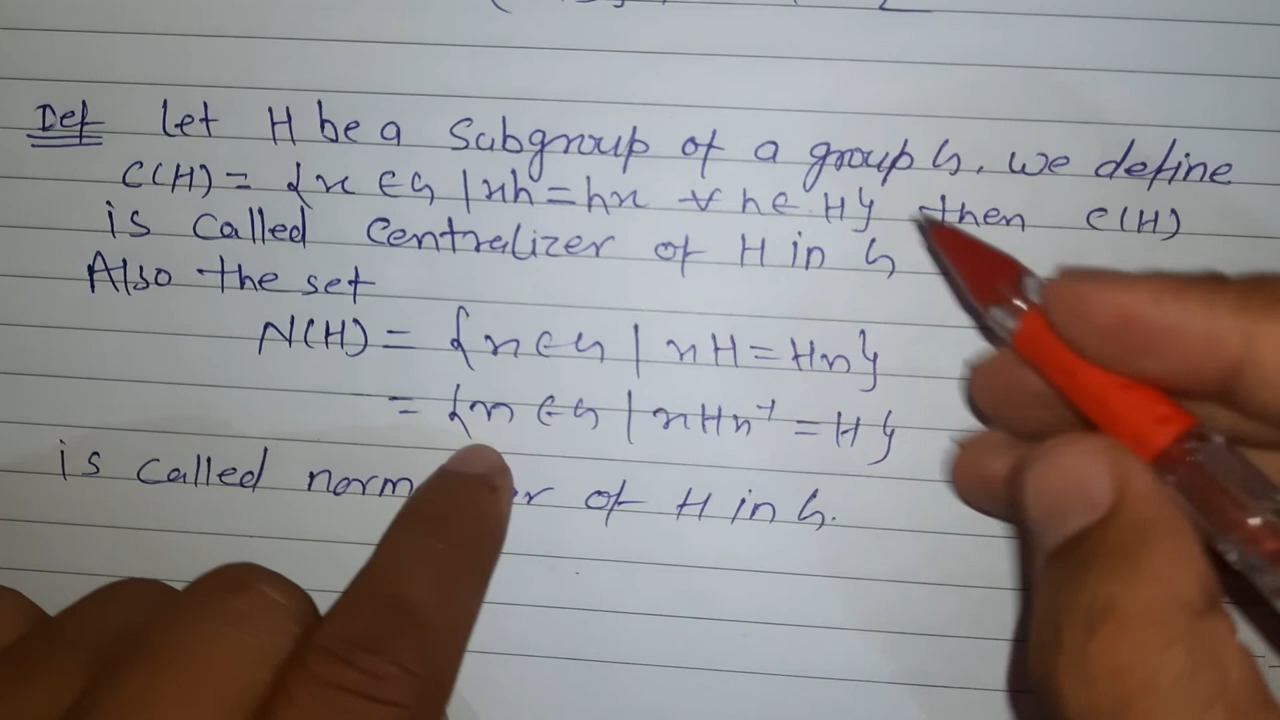 Def Let H be a Subgroup of a group G. we define
C(H) = {x ∈ G | xh = hx ∀ h ∈ H} then C(H)
is called Centralizer of H in G
Also the set
N(H) = {x ∈ G | xH = Hx}
= {x ∈ G | xHx⁻¹ = H}
is called of H in G.